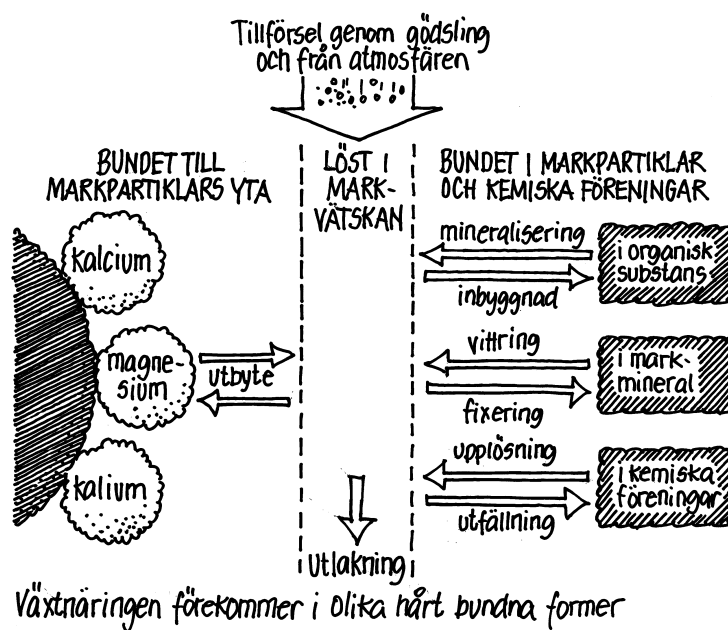 Tillförsel genom gödsling
och från atmosfären
BUNDET TILL
MARKPARTIKLARS YTA
LÖST I
MARK-
VÄTSKAN
BUNDET I MARKPARTIKLAR
OCH KEMISKA FÖRENINGAR
kalcium
magne-
sium
kalium
utbyte
mineralisering
inbyggnad
i organisk
substans
vittring
fixering
i mark-
mineral
upplösning
utfällning
i kemiska
föreningar
Utlakning
Växtnäringen förekommer i olika hårt bundna former